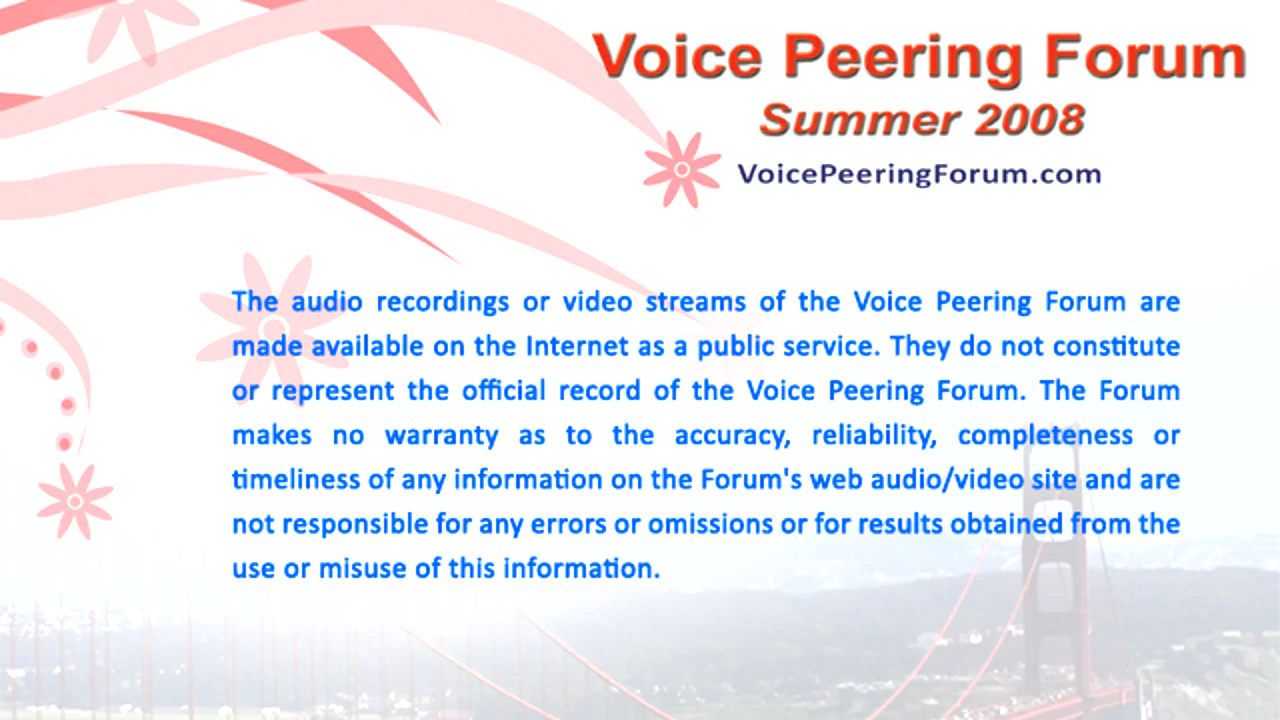 Voice Peering Forum
Summer 2008
VoicePeeringForum.com
The audio recordings or video streams of the Voice Peering Forum are
made available on the Internet as a public service. They do not constitute
or represent the official record of the Voice Peering Forum. The Forum
makes no warranty as to the accuracy, reliability, completeness or
timeliness of any information on the Forum's web audio/video site and are
not responsible for any errors or omissions or for results obtained from the
use or misuse of this information.